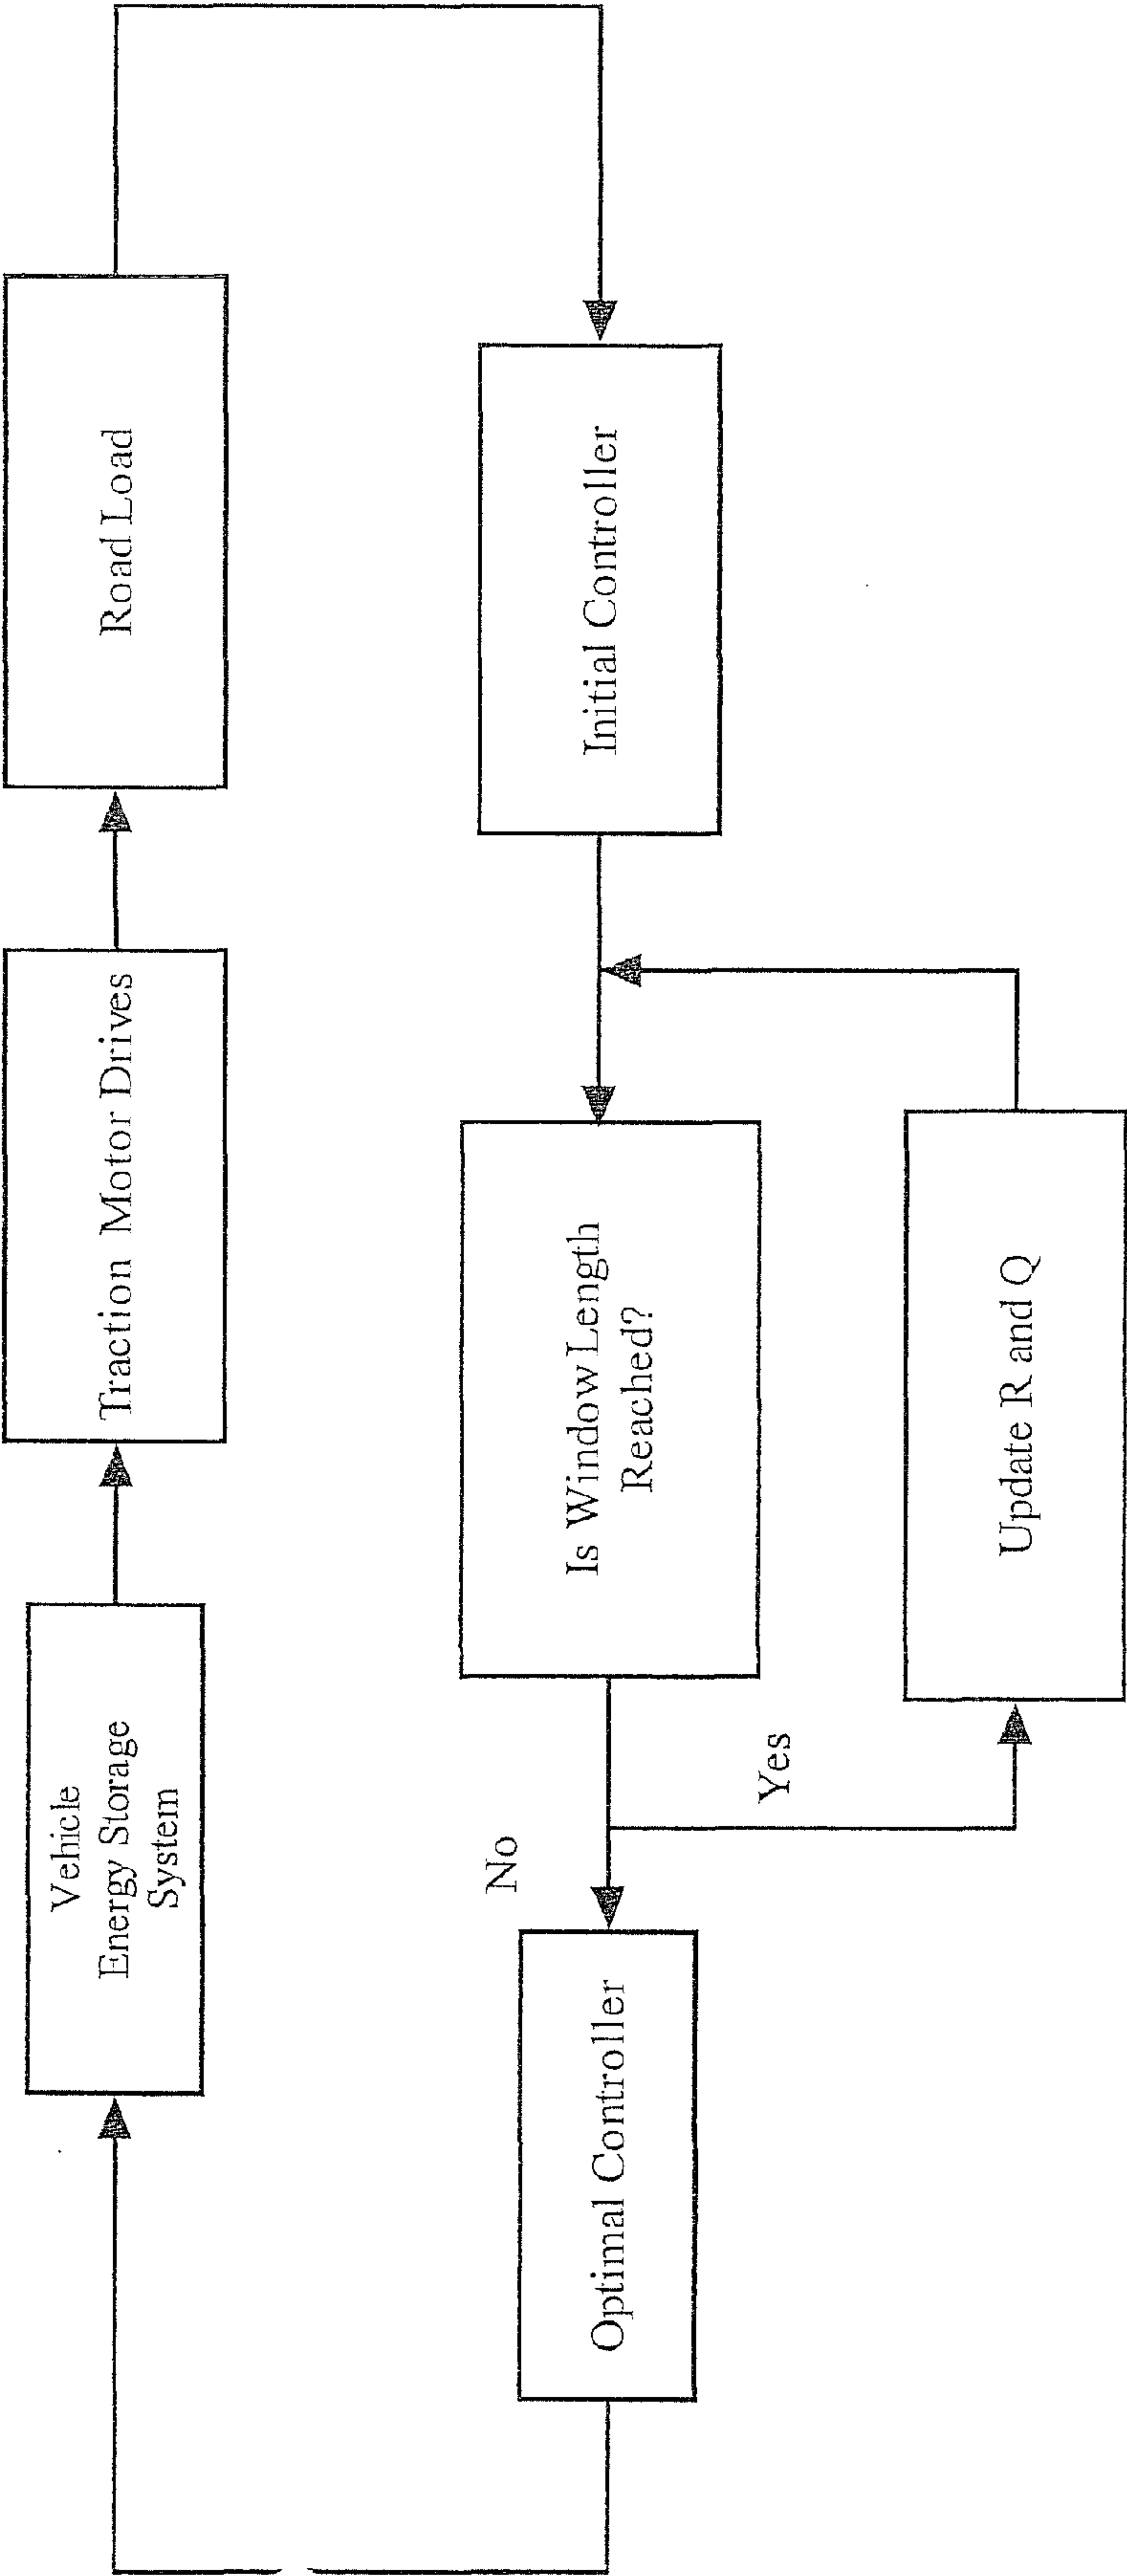 Vehicle
Energy Storage
System
Traction Motor Drives
Road Load
Optimal Controller
No
Yes
Is Window Length
Reached?
Initial Controller
Update R and Q